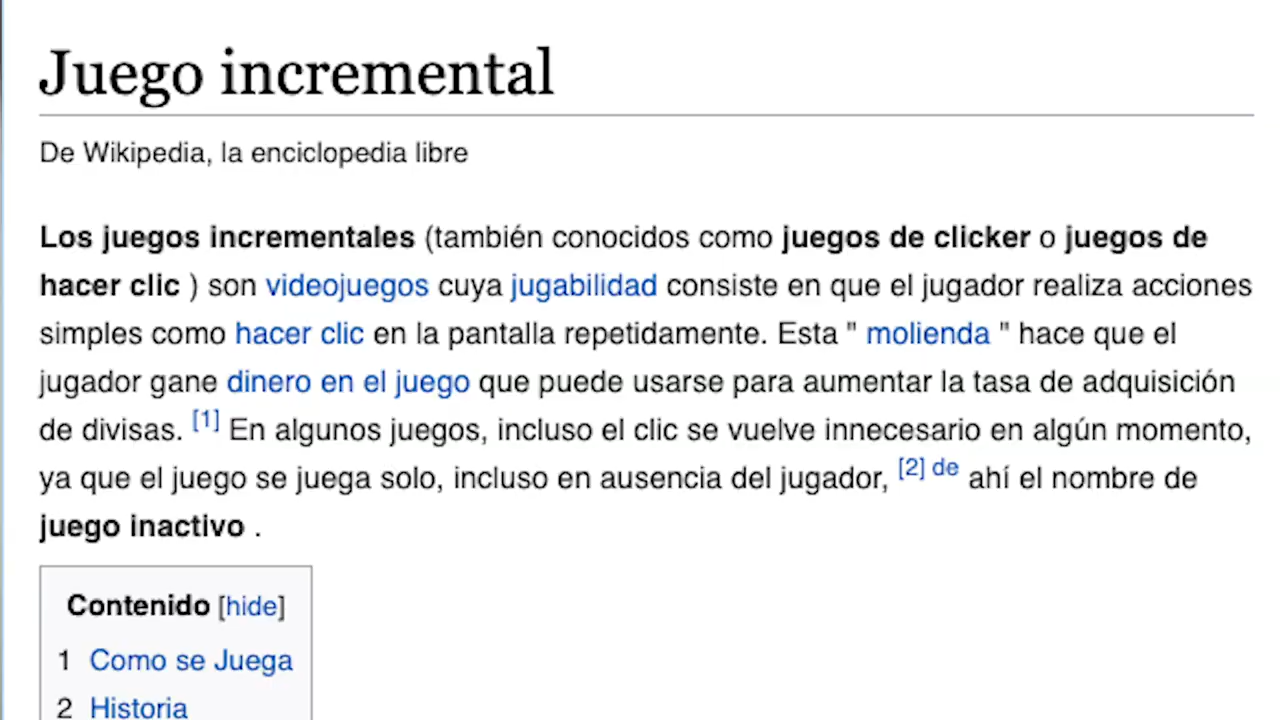 Juego incremental
De Wikipedia, la enciclopedia libre
Los juegos incrementales (también conocidos como juegos de clicker o juegos de
hacer clic ) son videojuegos cuya jugabilidad consiste en que el jugador realiza acciones
simples como hacer clic en la pantalla repetidamente. Esta " molienda " hace que el
jugador gane dinero en el juego que puede usarse para aumentar la tasa de adquisición
de divisas. [1] En algunos juegos, incluso el clic se vuelve innecesario en algún momento,
ya que el juego se juega solo, incluso en ausencia del jugador, [2] de ahí el nombre de
juego inactivo .
Contenido [hide]
1 Como se Juega
2 Historia